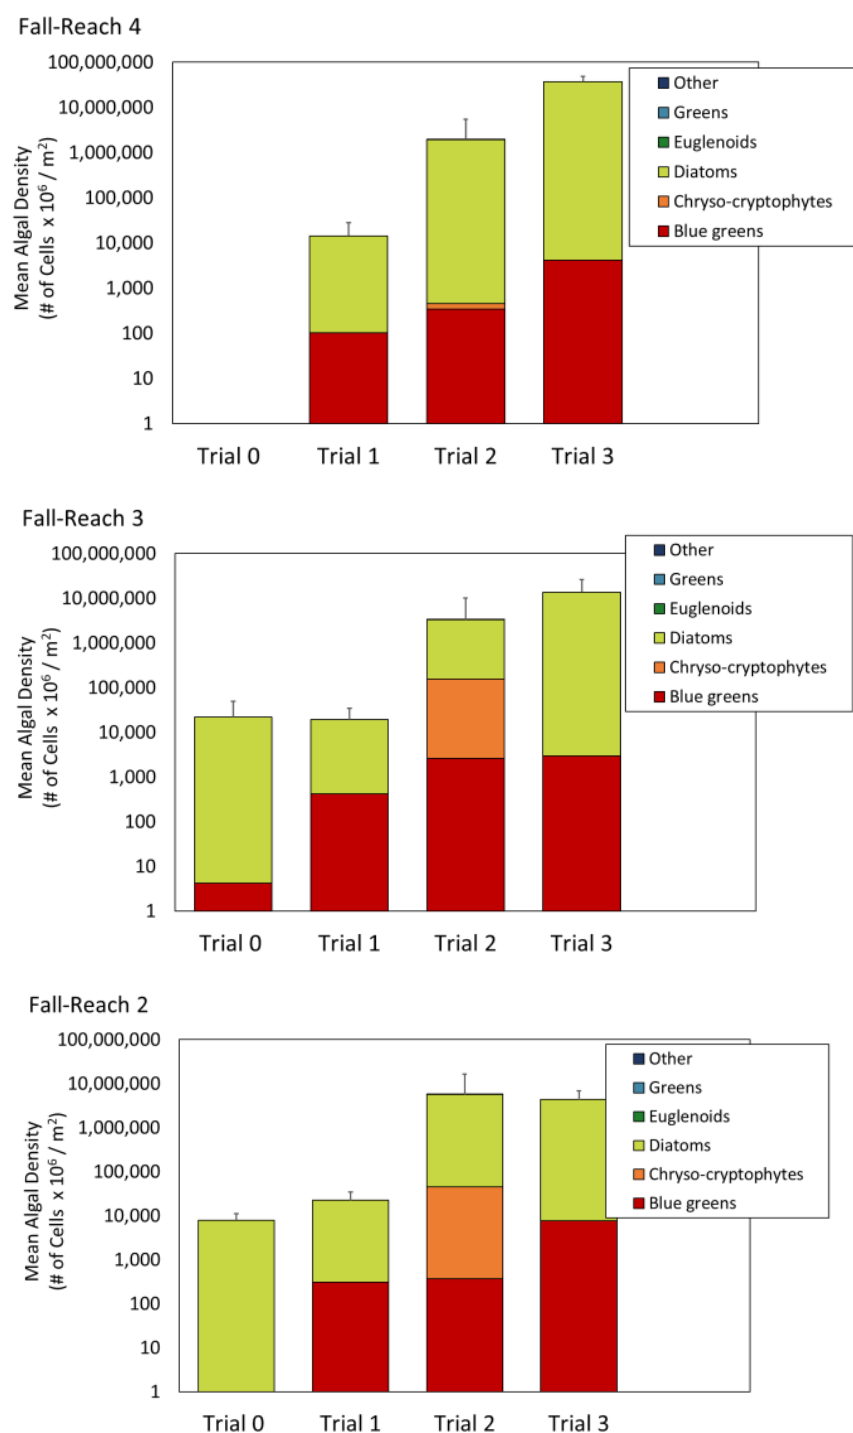 Fall-Reach 4
Mean Algal Density
(# of Cells x 10⁶ / m²)
100,000,000
10,000,000
1,000,000
100,000
10,000
1,000
100
10
1
Trial 0 Trial 1 Trial 2 Trial 3
Other
Greens
Euglenoids
Diatoms
Chryso-cryptophytes
Blue greens
Fall-Reach 3
Mean Algal Density
(# of Cells x 10⁶ / m²)
100,000,000
10,000,000
1,000,000
100,000
10,000
1,000
100
10
1
Trial 0 Trial 1 Trial 2 Trial 3
Other
Greens
Euglenoids
Diatoms
Chryso-cryptophytes
Blue greens
Fall-Reach 2
Mean Algal Density
(# of Cells x 10⁶ / m²)
100,000,000
10,000,000
1,000,000
100,000
10,000
1,000
100
10
1
Trial 0 Trial 1 Trial 2 Trial 3
Other
Greens
Euglenoids
Diatoms
Chryso-cryptophytes
Blue greens